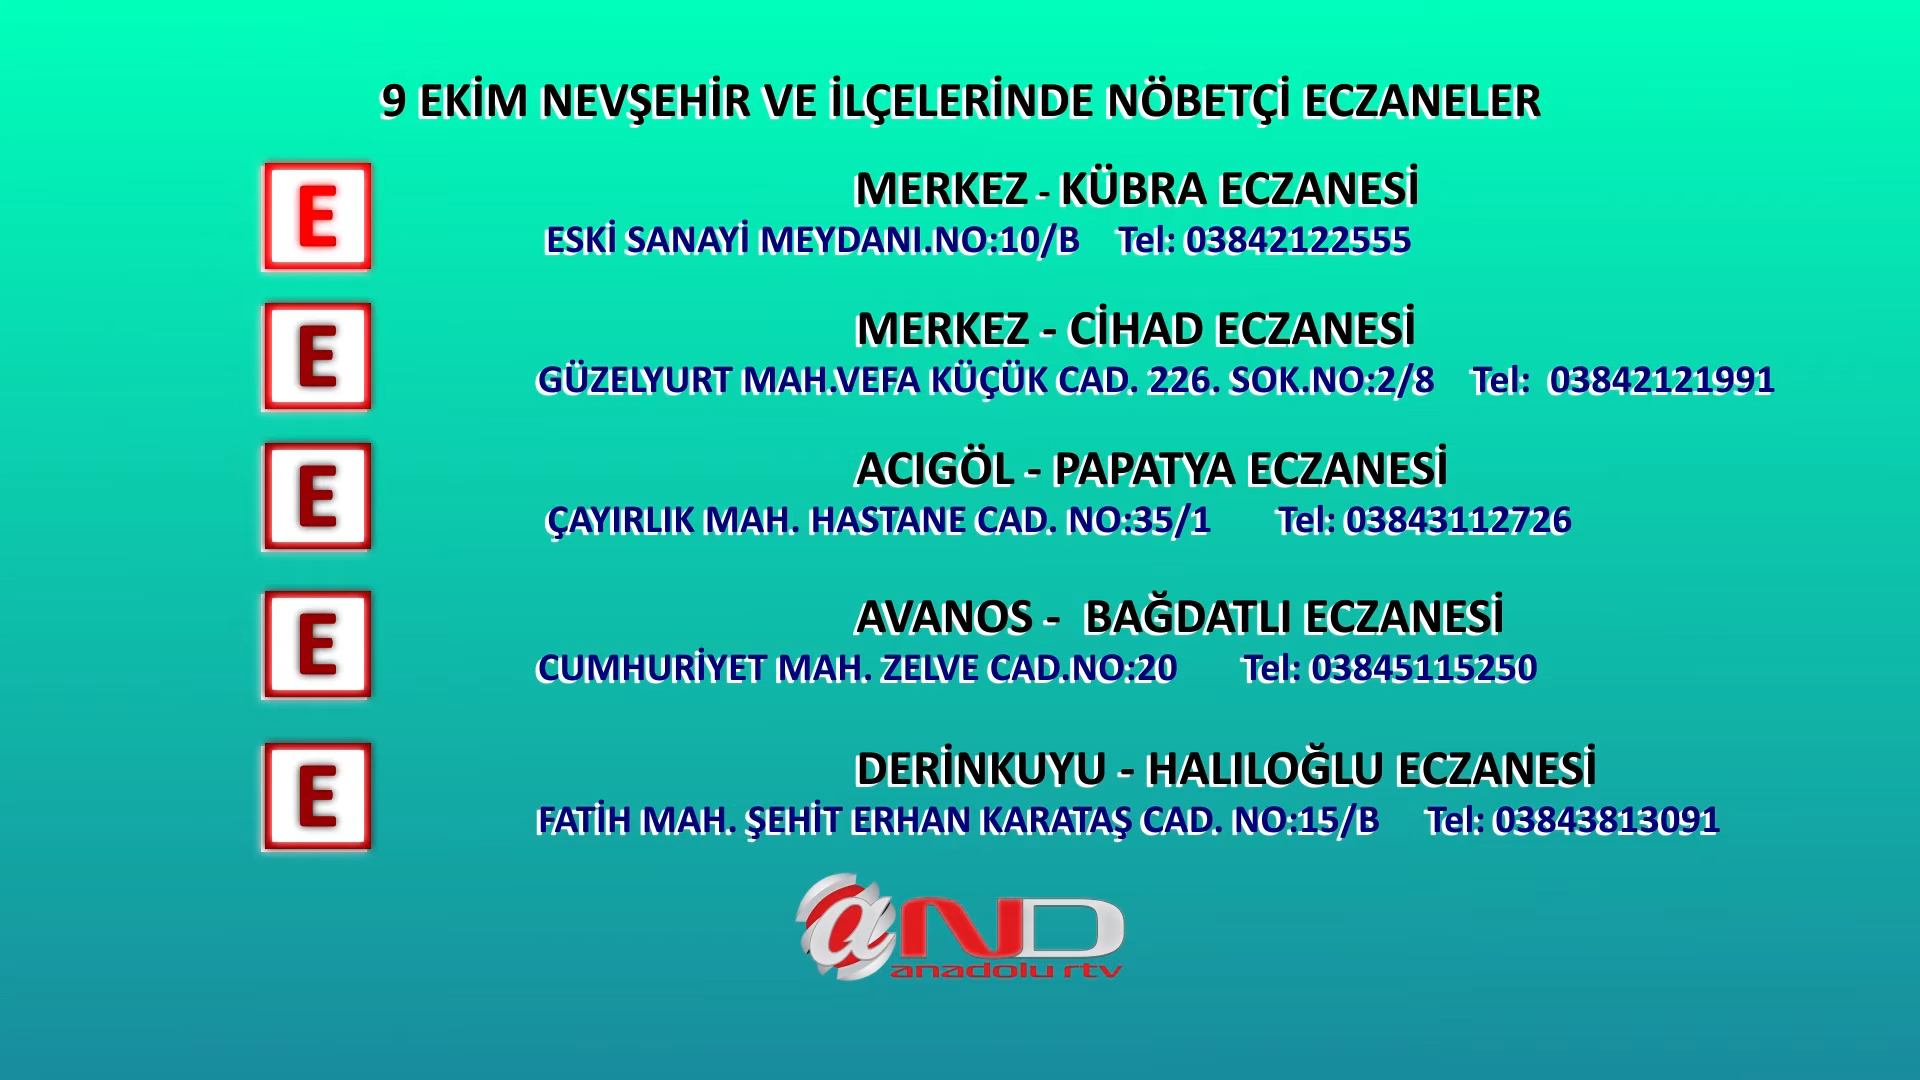 9 EKİM NEVŞEHİR VE İLÇELERİNDE NÖBETÇİ ECZANELER
E
MERKEZ - KÜBRA ECZANESİ
ESKİ SANAYİ MEYDANI.NO:10/B Tel: 03842122555
E
MERKEZ - CİHAD ECZANESİ
GÜZELYURT MAH.VEFA KÜÇÜK CAD. 226. SOK.NO:2/8 Tel: 03842121991
E
ACIGÖL - PAPATYA ECZANESİ
ÇAYIRLIK MAH. HASTANE CAD. NO:35/1 Tel: 03843112726
E
AVANOS - BAĞDATLI ECZANESİ
CUMHURİYET MAH. ZELVE CAD.NO:20 Tel: 03845115250
E
DERİNKUYU - HALILOĞLU ECZANESİ
FATİH MAH. ŞEHİT ERHAN KARATAŞ CAD. NO:15/B Tel: 03843813091
@ND
anadolu rtv